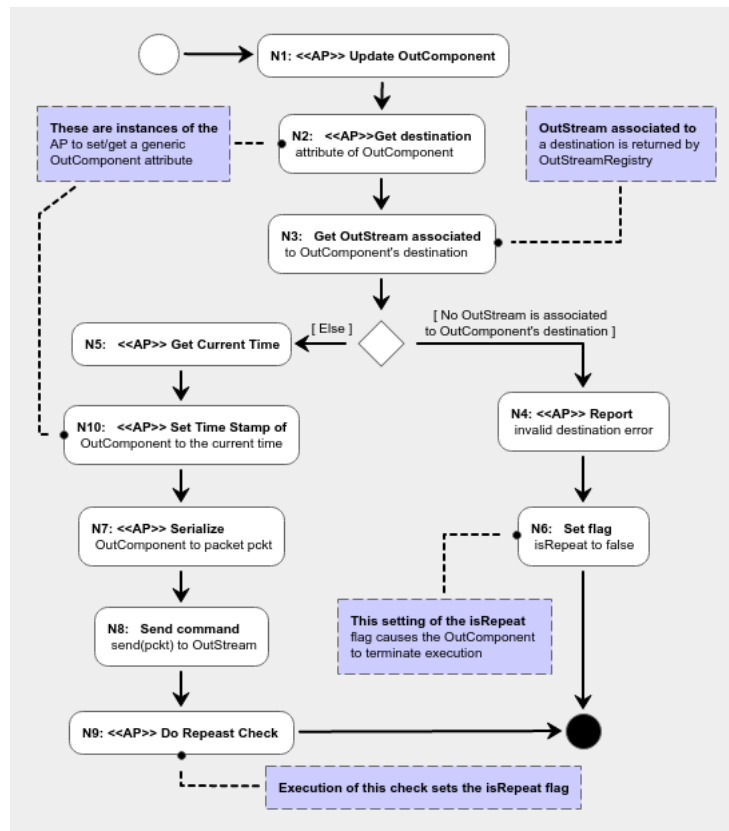 N1: <<AP>> Update OutComponent
These are instances of the
AP to set/get a generic
OutComponent attribute
N2: <<AP>>Get destination
attribute of OutComponent
OutStream associated to
a destination is returned by
OutStreamRegistry
N3: Get OutStream associated
to OutComponent's destination
[ Else ]
[ No OutStream is associated
to OutComponent's destination ]
N5: <<AP>> Get Current Time
N10: <<AP>> Set Time Stamp of
OutComponent to the current time
N4: <<AP>> Report
invalid destination error
N7: <<AP>> Serialize
OutComponent to packet pckt
N6: Set flag
isRepeat to false
N8: Send command
send(pckt) to OutStream
This setting of the isRepeat
flag causes the OutComponent
to terminate execution
N9: <<AP>> Do Repeast Check
Execution of this check sets the isRepeat flag